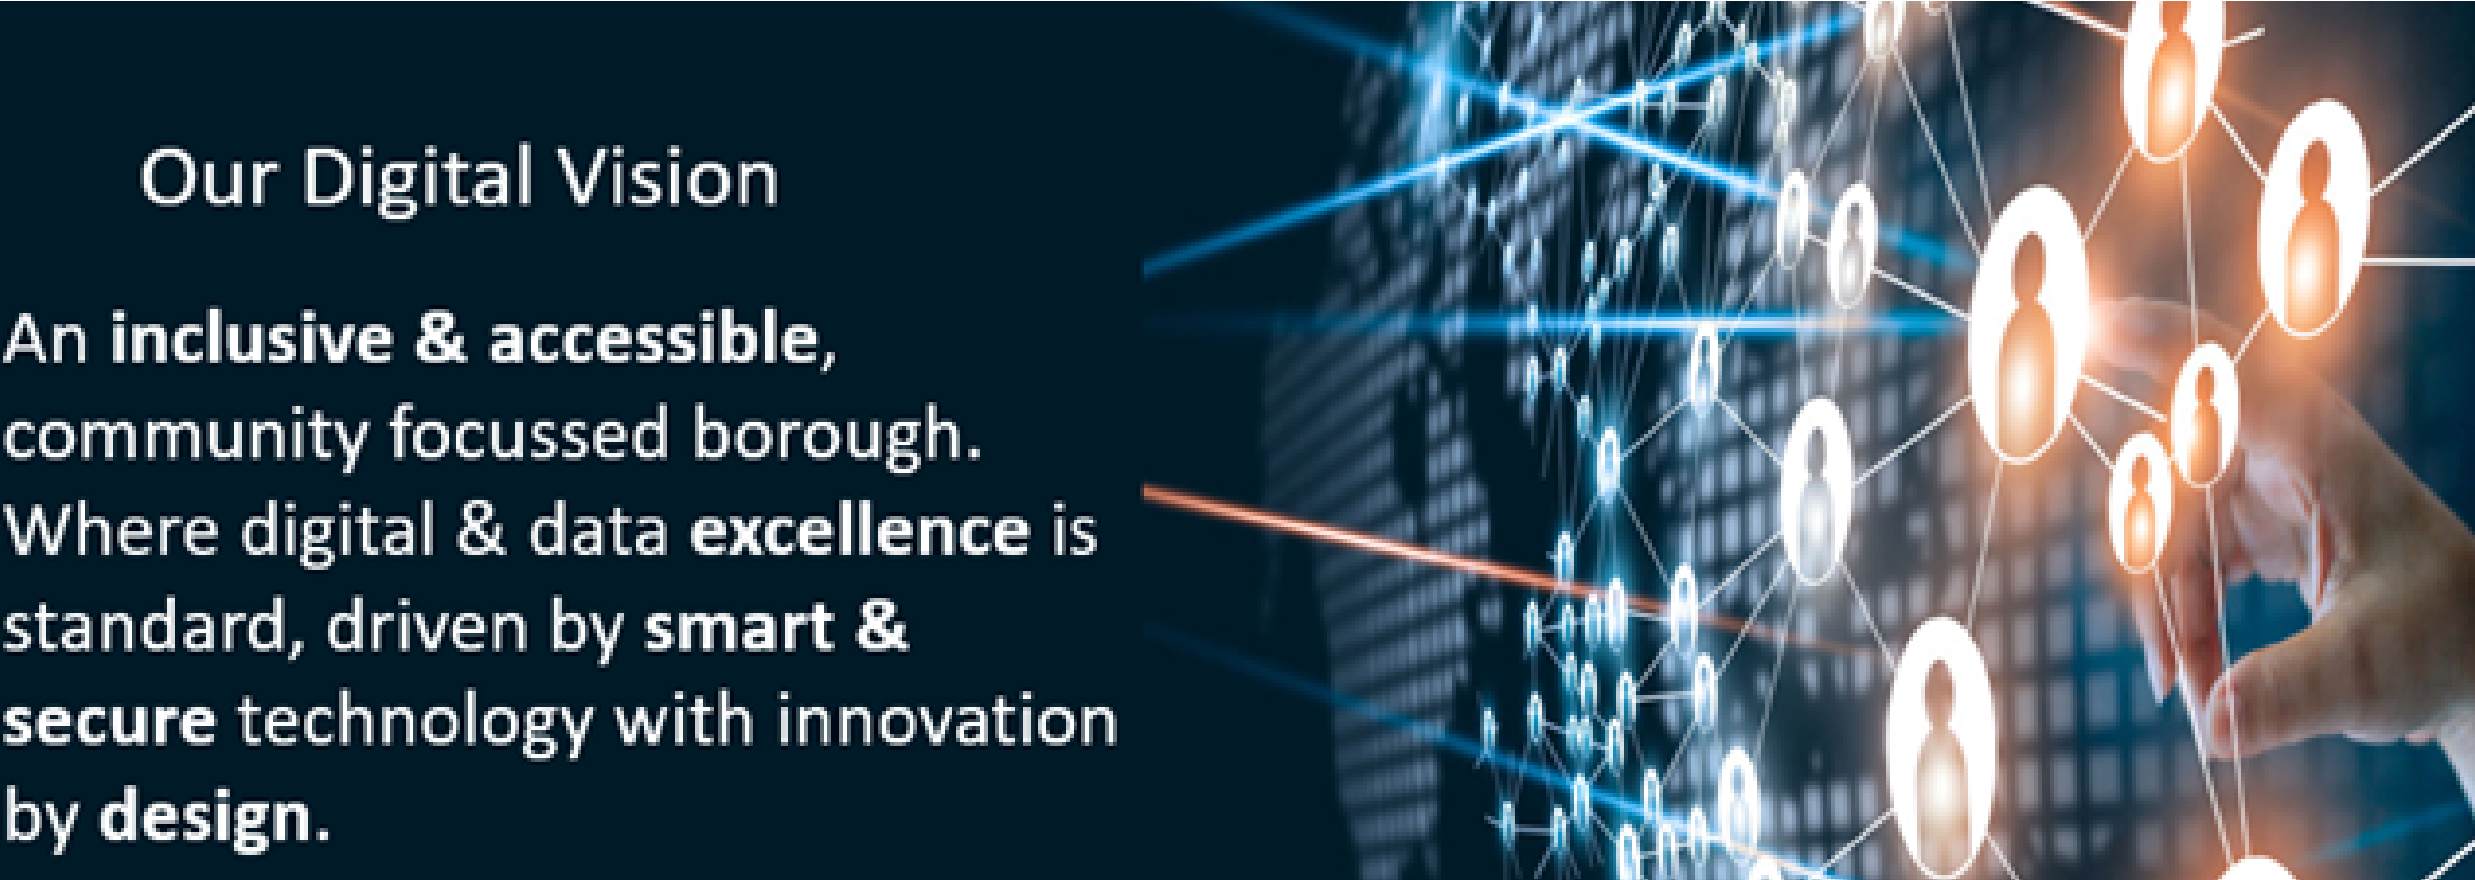 Our Digital Vision
An inclusive & accessible,
community focussed borough.
Where digital & data excellence is
standard, driven by smart &
secure technology with innovation
by design.